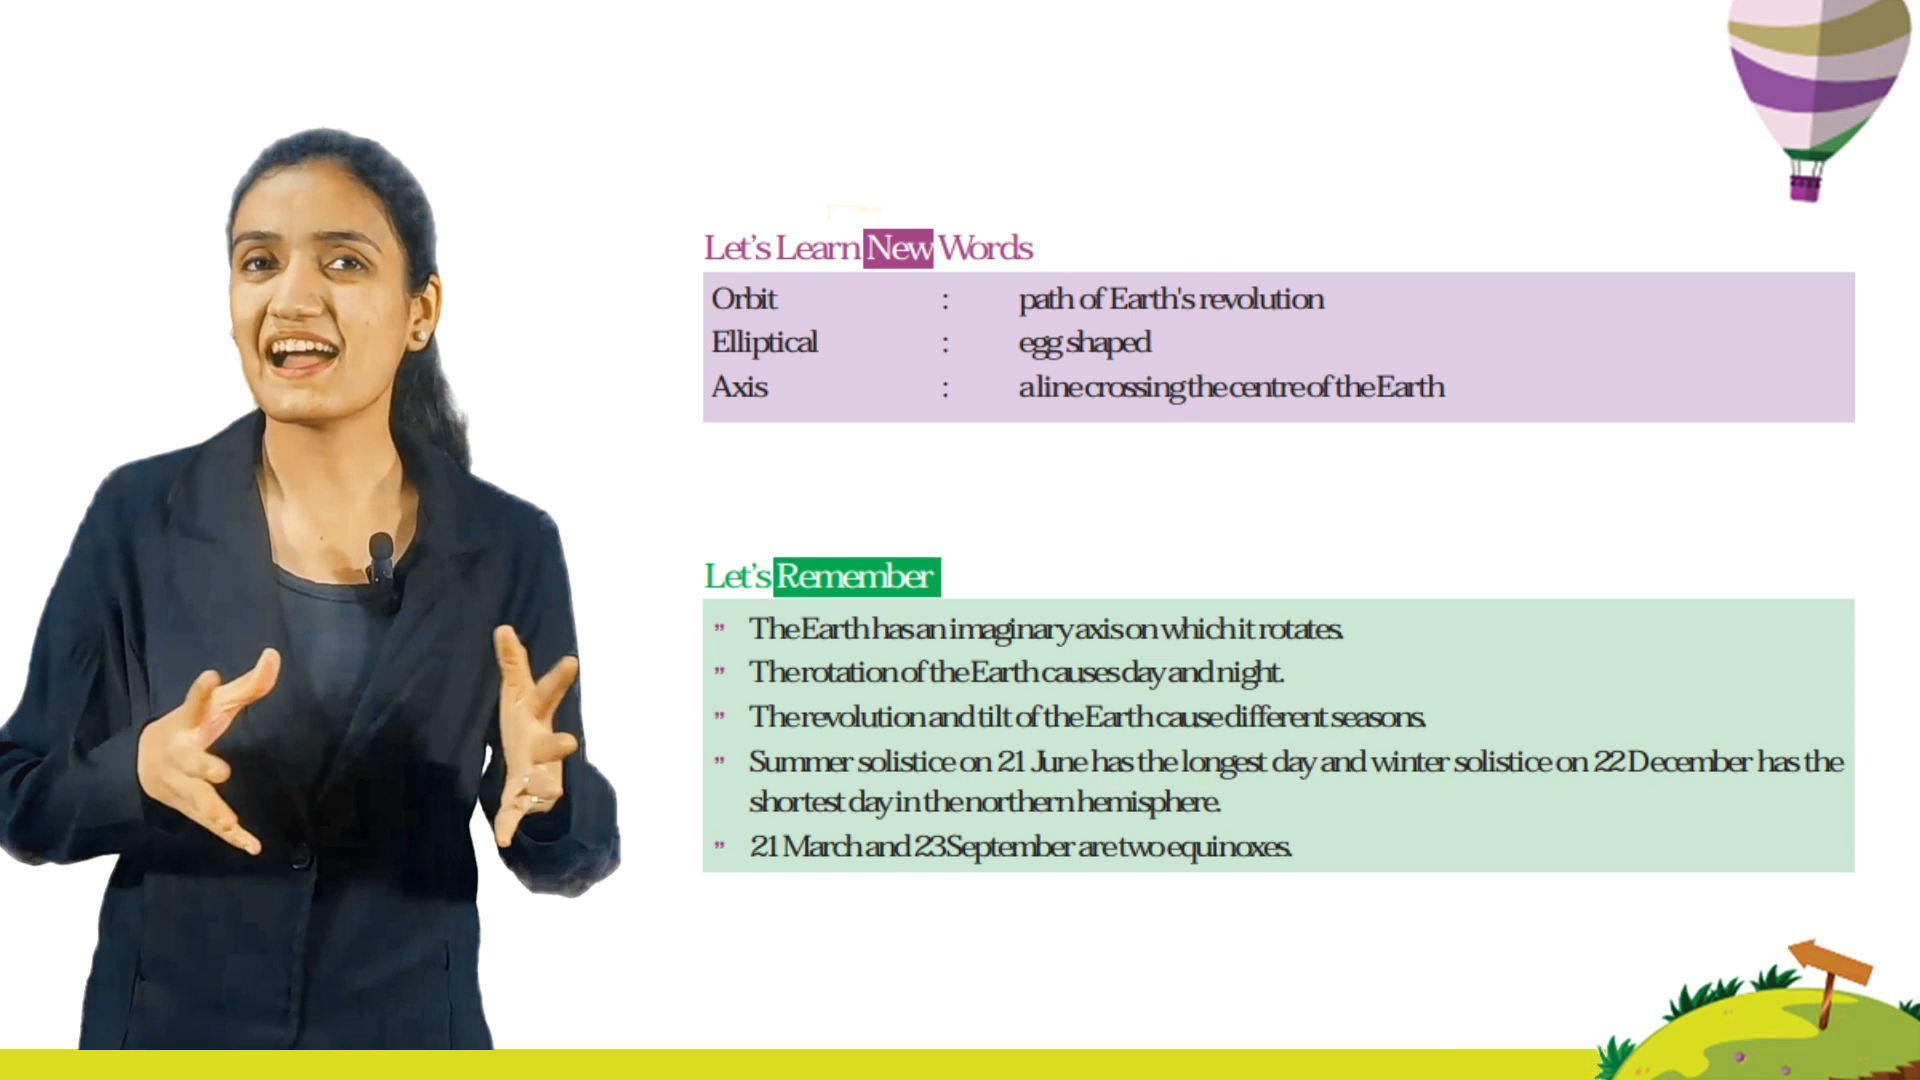 Let's Learn New Words
Orbit : path of Earth's revolution
Elliptical : egg shaped
Axis : a line crossing the centre of the Earth
Let's Remember
" The Earth has an imaginary axis on which it rotates.
" The rotation of the Earth causes day and night.
" The revolution and tilt of the Earth cause different seasons.
" Summer solistice on 21 June has the longest day and winter solistice on 22 December has the
shortest day in the northern hemisphere.
" 21 March and 23 September are two equinoxes.